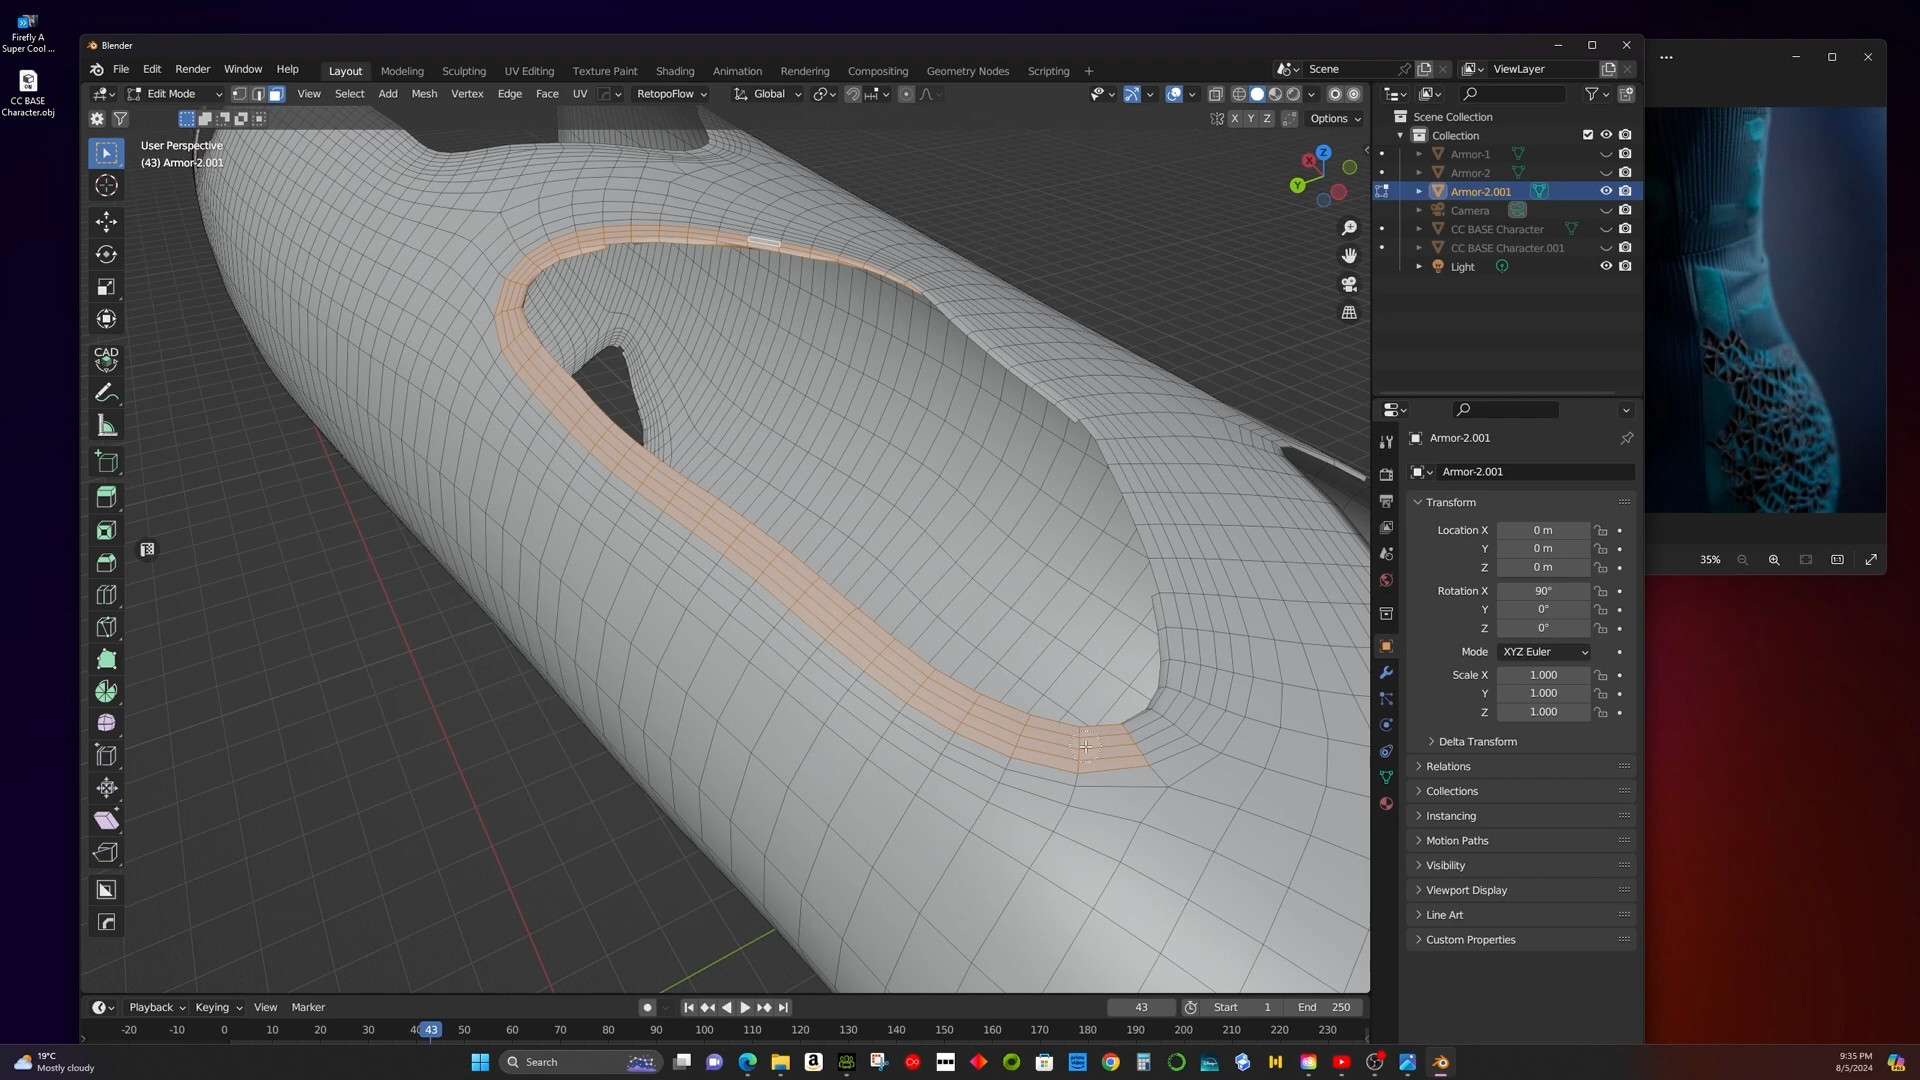 Firefly A
Super Cool ...
CC BASE
Character.obj
Blender
File Edit Render Window Help
Layout Modeling Sculpting UV Editing Texture Paint Shading Animation Rendering Compositing Geometry Nodes Scripting +
Scene
ViewLayer
Edit Mode
View Select Add Mesh Vertex Edge Face UV
RetopoFlow
Global
X Y Z
Options
User Perspective
(43) Armor-2.001
Z
X
Y
CAD
Scene Collection
Collection
Armor-1
Armor-2
Armor-2.001
Camera
CC BASE Character
CC BASE Character.001
Light
Armor-2.001
Armor-2.001
Transform
Location X 0 m
Y 0 m
Z 0 m
Rotation X 90°
Y 0°
Z 0°
Mode XYZ Euler
Scale X 1.000
Y 1.000
Z 1.000
Delta Transform
Relations
Collections
Instancing
Motion Paths
Visibility
Viewport Display
Line Art
Custom Properties
35%
Playback Keying View Marker
43
Start 1
End 250
-20 -10 0 10 20 30 43 50 60 70 80 90 100 110 120 130 140 150 160 170 180 190 200 210 220 230
19°C
Mostly cloudy
Search
9:35 PM
8/5/2024